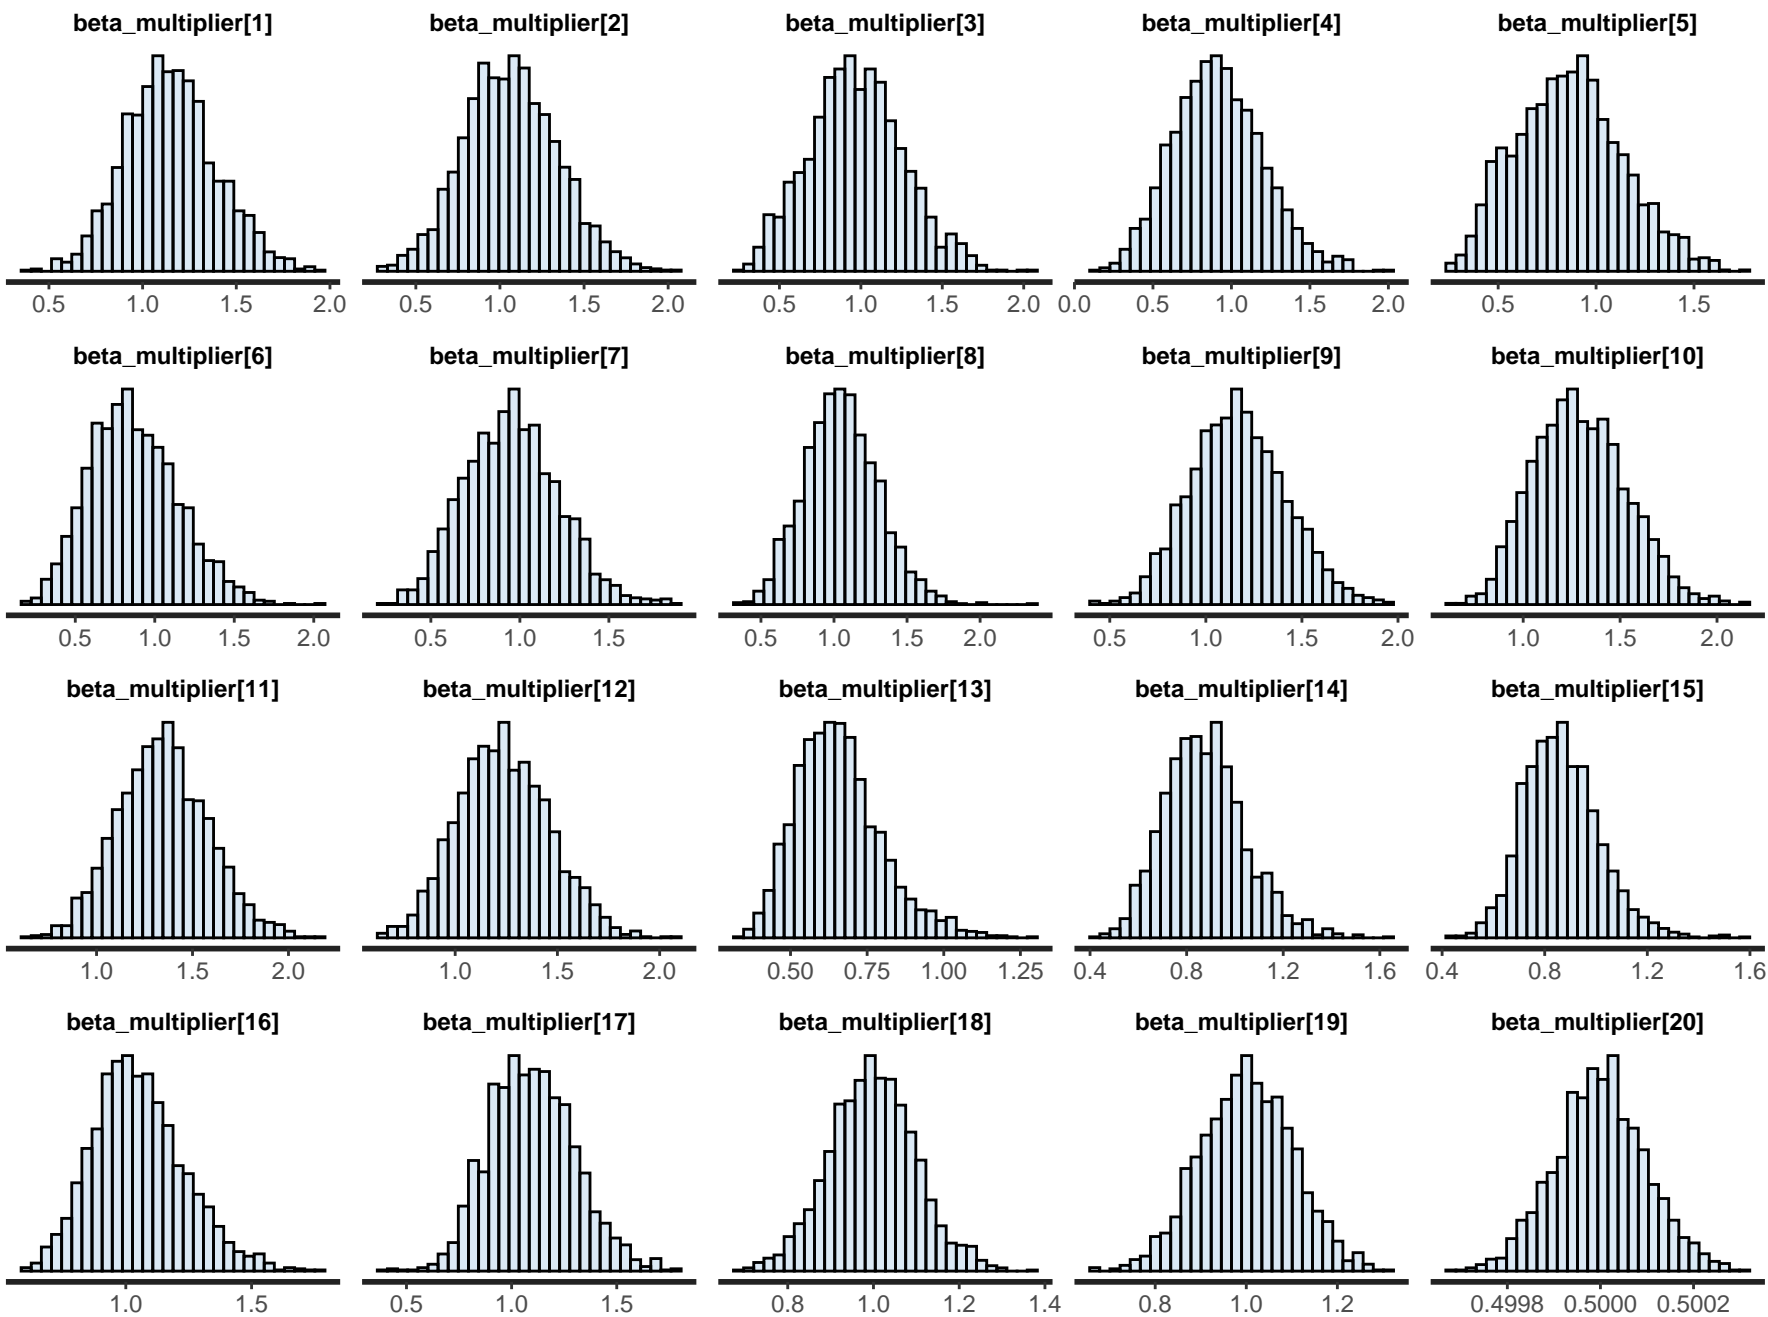 beta_multiplier[1] beta_multiplier[2] beta_multiplier[3] beta_multiplier[4] beta_multiplier[5]
0.5 1.0 1.5 2.0 0.5 1.0 1.5 2.0 0.5 1.0 1.5 2.0 0.0 0.5 1.0 1.5 2.0 0.5 1.0 1.5
beta_multiplier[6] beta_multiplier[7] beta_multiplier[8] beta_multiplier[9] beta_multiplier[10]
0.5 1.0 1.5 2.0 0.5 1.0 1.5 0.5 1.0 1.5 2.0 0.5 1.0 1.5 2.0 1.0 1.5 2.0
beta_multiplier[11] beta_multiplier[12] beta_multiplier[13] beta_multiplier[14] beta_multiplier[15]
1.0 1.5 2.0 1.0 1.5 2.0 0.50 0.75 1.00 1.25 0.4 0.8 1.2 1.6 0.4 0.8 1.2 1.6
beta_multiplier[16] beta_multiplier[17] beta_multiplier[18] beta_multiplier[19] beta_multiplier[20]
1.0 1.5 0.5 1.0 1.5 0.8 1.0 1.2 1.4 0.8 1.0 1.2 0.4998 0.5000 0.5002